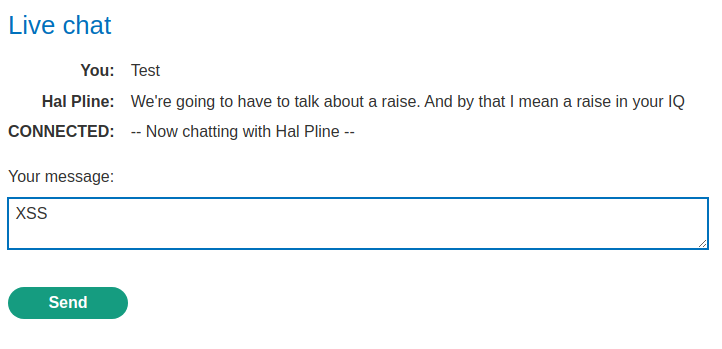 Live chat
You: Test
Hal Pline: We're going to have to talk about a raise. And by that I mean a raise in your IQ
CONNECTED: -- Now chatting with Hal Pline --
Your message:
XSS
Send